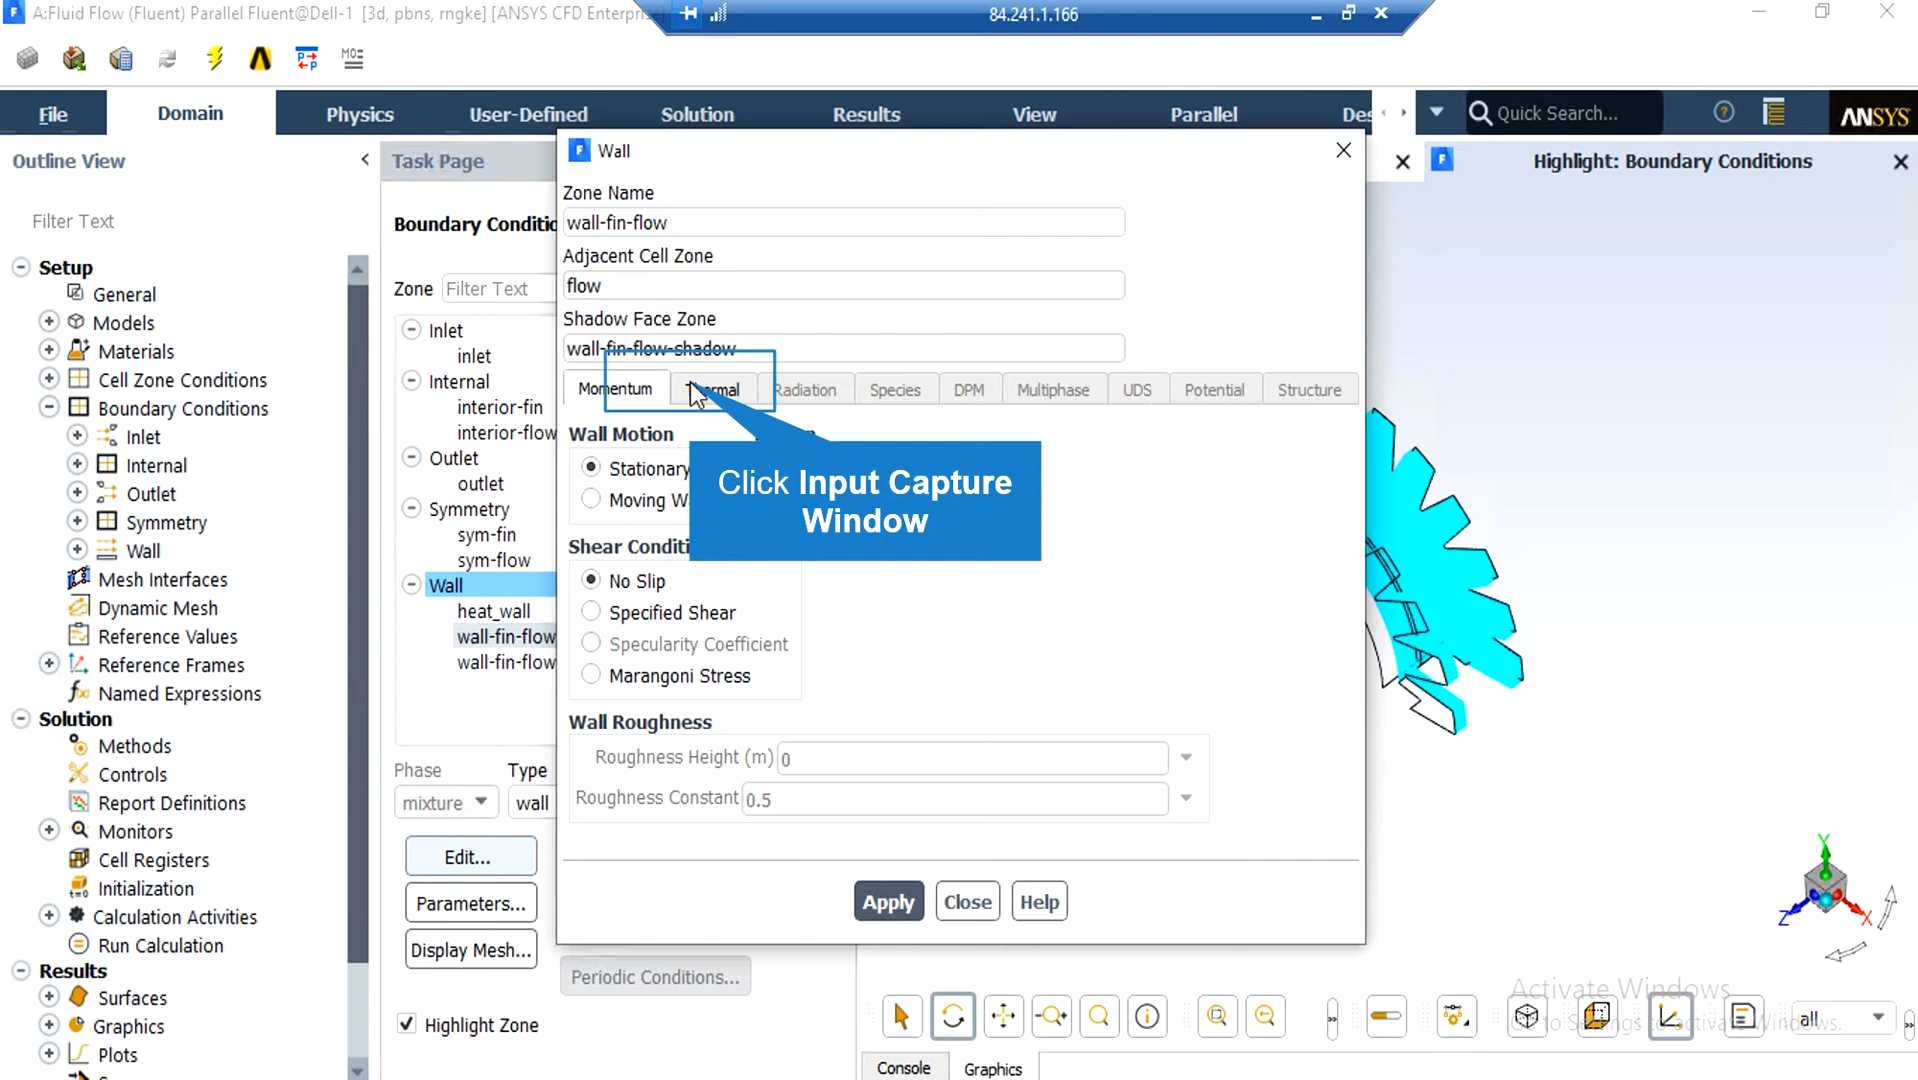 A:Fluid Flow (Fluent) Parallel Fluent@Dell-1 [3d, pbns, rngke] [ANSYS CFD Enterprise
84.241.1.166
File
Domain
Physics
User-Defined
Solution
Results
View
Parallel
Quick Search...
ANSYS
Outline View
Task Page
Highlight: Boundary Conditions
Filter Text
Setup
General
Models
Materials
Cell Zone Conditions
Boundary Conditions
Inlet
Internal
Outlet
Symmetry
Wall
Mesh Interfaces
Dynamic Mesh
Reference Values
Reference Frames
Named Expressions
Solution
Methods
Controls
Report Definitions
Monitors
Cell Registers
Initialization
Calculation Activities
Run Calculation
Results
Surfaces
Graphics
Plots
Zone
Filter Text
Inlet
inlet
Internal
interior-fin
interior-flow
Outlet
outlet
Symmetry
sym-fin
sym-flow
Wall
heat_wall
wall-fin-flow
wall-fin-flow
Phase
Type
mixture
wall
Edit...
Parameters...
Display Mesh...
Periodic Conditions...
Highlight Zone
Wall
Zone Name
wall-fin-flow
Adjacent Cell Zone
flow
Shadow Face Zone
wall-fin-flow-shadow
Momentum
Thermal
Radiation
Species
DPM
Multiphase
UDS
Potential
Structure
Wall Motion
Stationary
Click Input Capture
Window
No Slip
Specified Shear
Specularity Coefficient
Marangoni Stress
Wall Roughness
Roughness Height (m) 0
Roughness Constant 0.5
Apply
Close
Help
X
Y
Z
Activate Windows
Go to Settings to activate Windows.
all
Console
Graphics